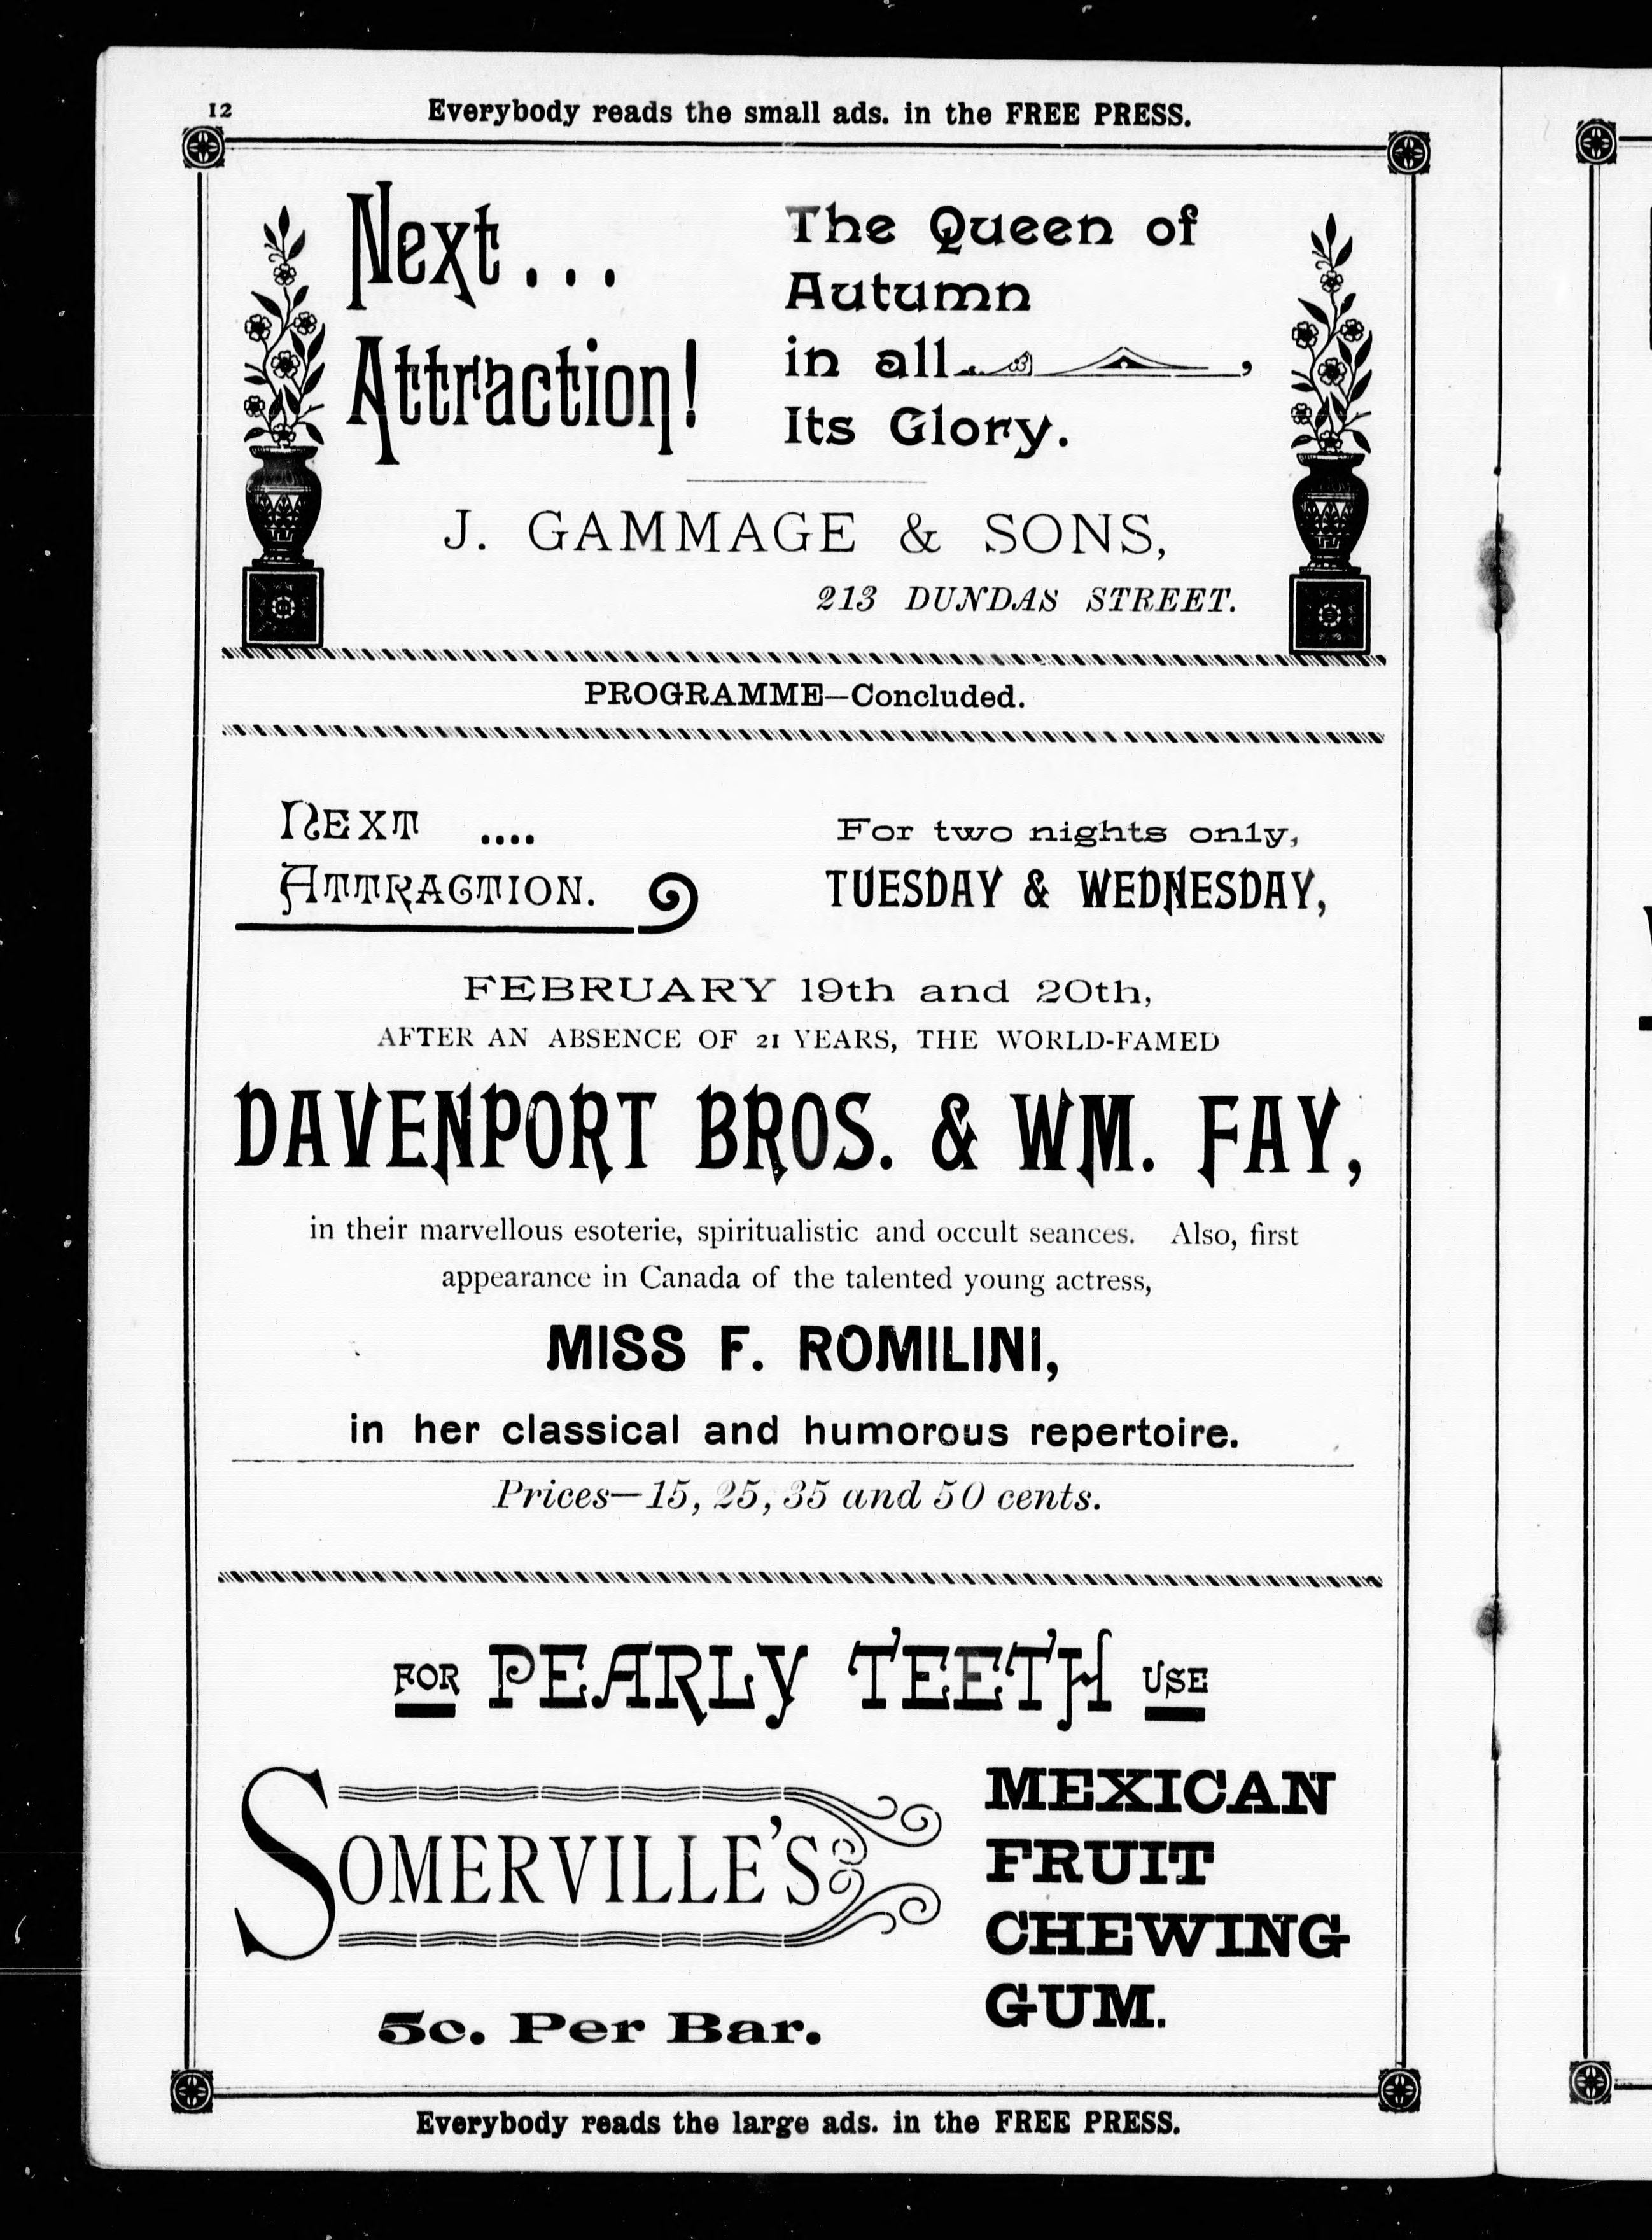 12
Everybody reads the small ads. in the FREE PRESS.
Next...
Attraction!
The Queen of
Autumn
in all ,
Its Glory.
J. GAMMAGE & SONS,
213 DUNDAS STREET.
PROGRAMME—Concluded.
NEXT ....
ATTRACTION.
For two nights only,
TUESDAY & WEDNESDAY,
FEBRUARY 19th and 20th,
AFTER AN ABSENCE OF 21 YEARS, THE WORLD-FAMED
DAVENPORT BROS. & WM. FAY,
in their marvellous esoterie, spiritualistic and occult seances. Also, first
appearance in Canada of the talented young actress,
MISS F. ROMILINI,
in her classical and humorous repertoire.
Prices—15, 25, 35 and 50 cents.
FOR PEARLY TEETH USE
SOMERVILLE'S
MEXICAN
FRUIT
CHEWING
GUM.
5c. Per Bar.
Everybody reads the large ads. in the FREE PRESS.